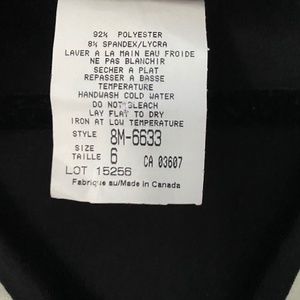 92% POLYESTER
8% SPANDEX/LYCRA
LAVER A LA MAIN EAU FROIDE
NE PAS BLANCHIR
SECHER A PLAT
REPASSER A BASSE
TEMPERATURE
HANDWASH COLD WATER
DO NOT BLEACH
LAY FLAT TO DRY
IRON AT LOW TEMPERATURE
STYLE 8M-6633
SIZE
TAILLE 6 CA 03607
LOT 15256
Fabrique au/Made in Canada